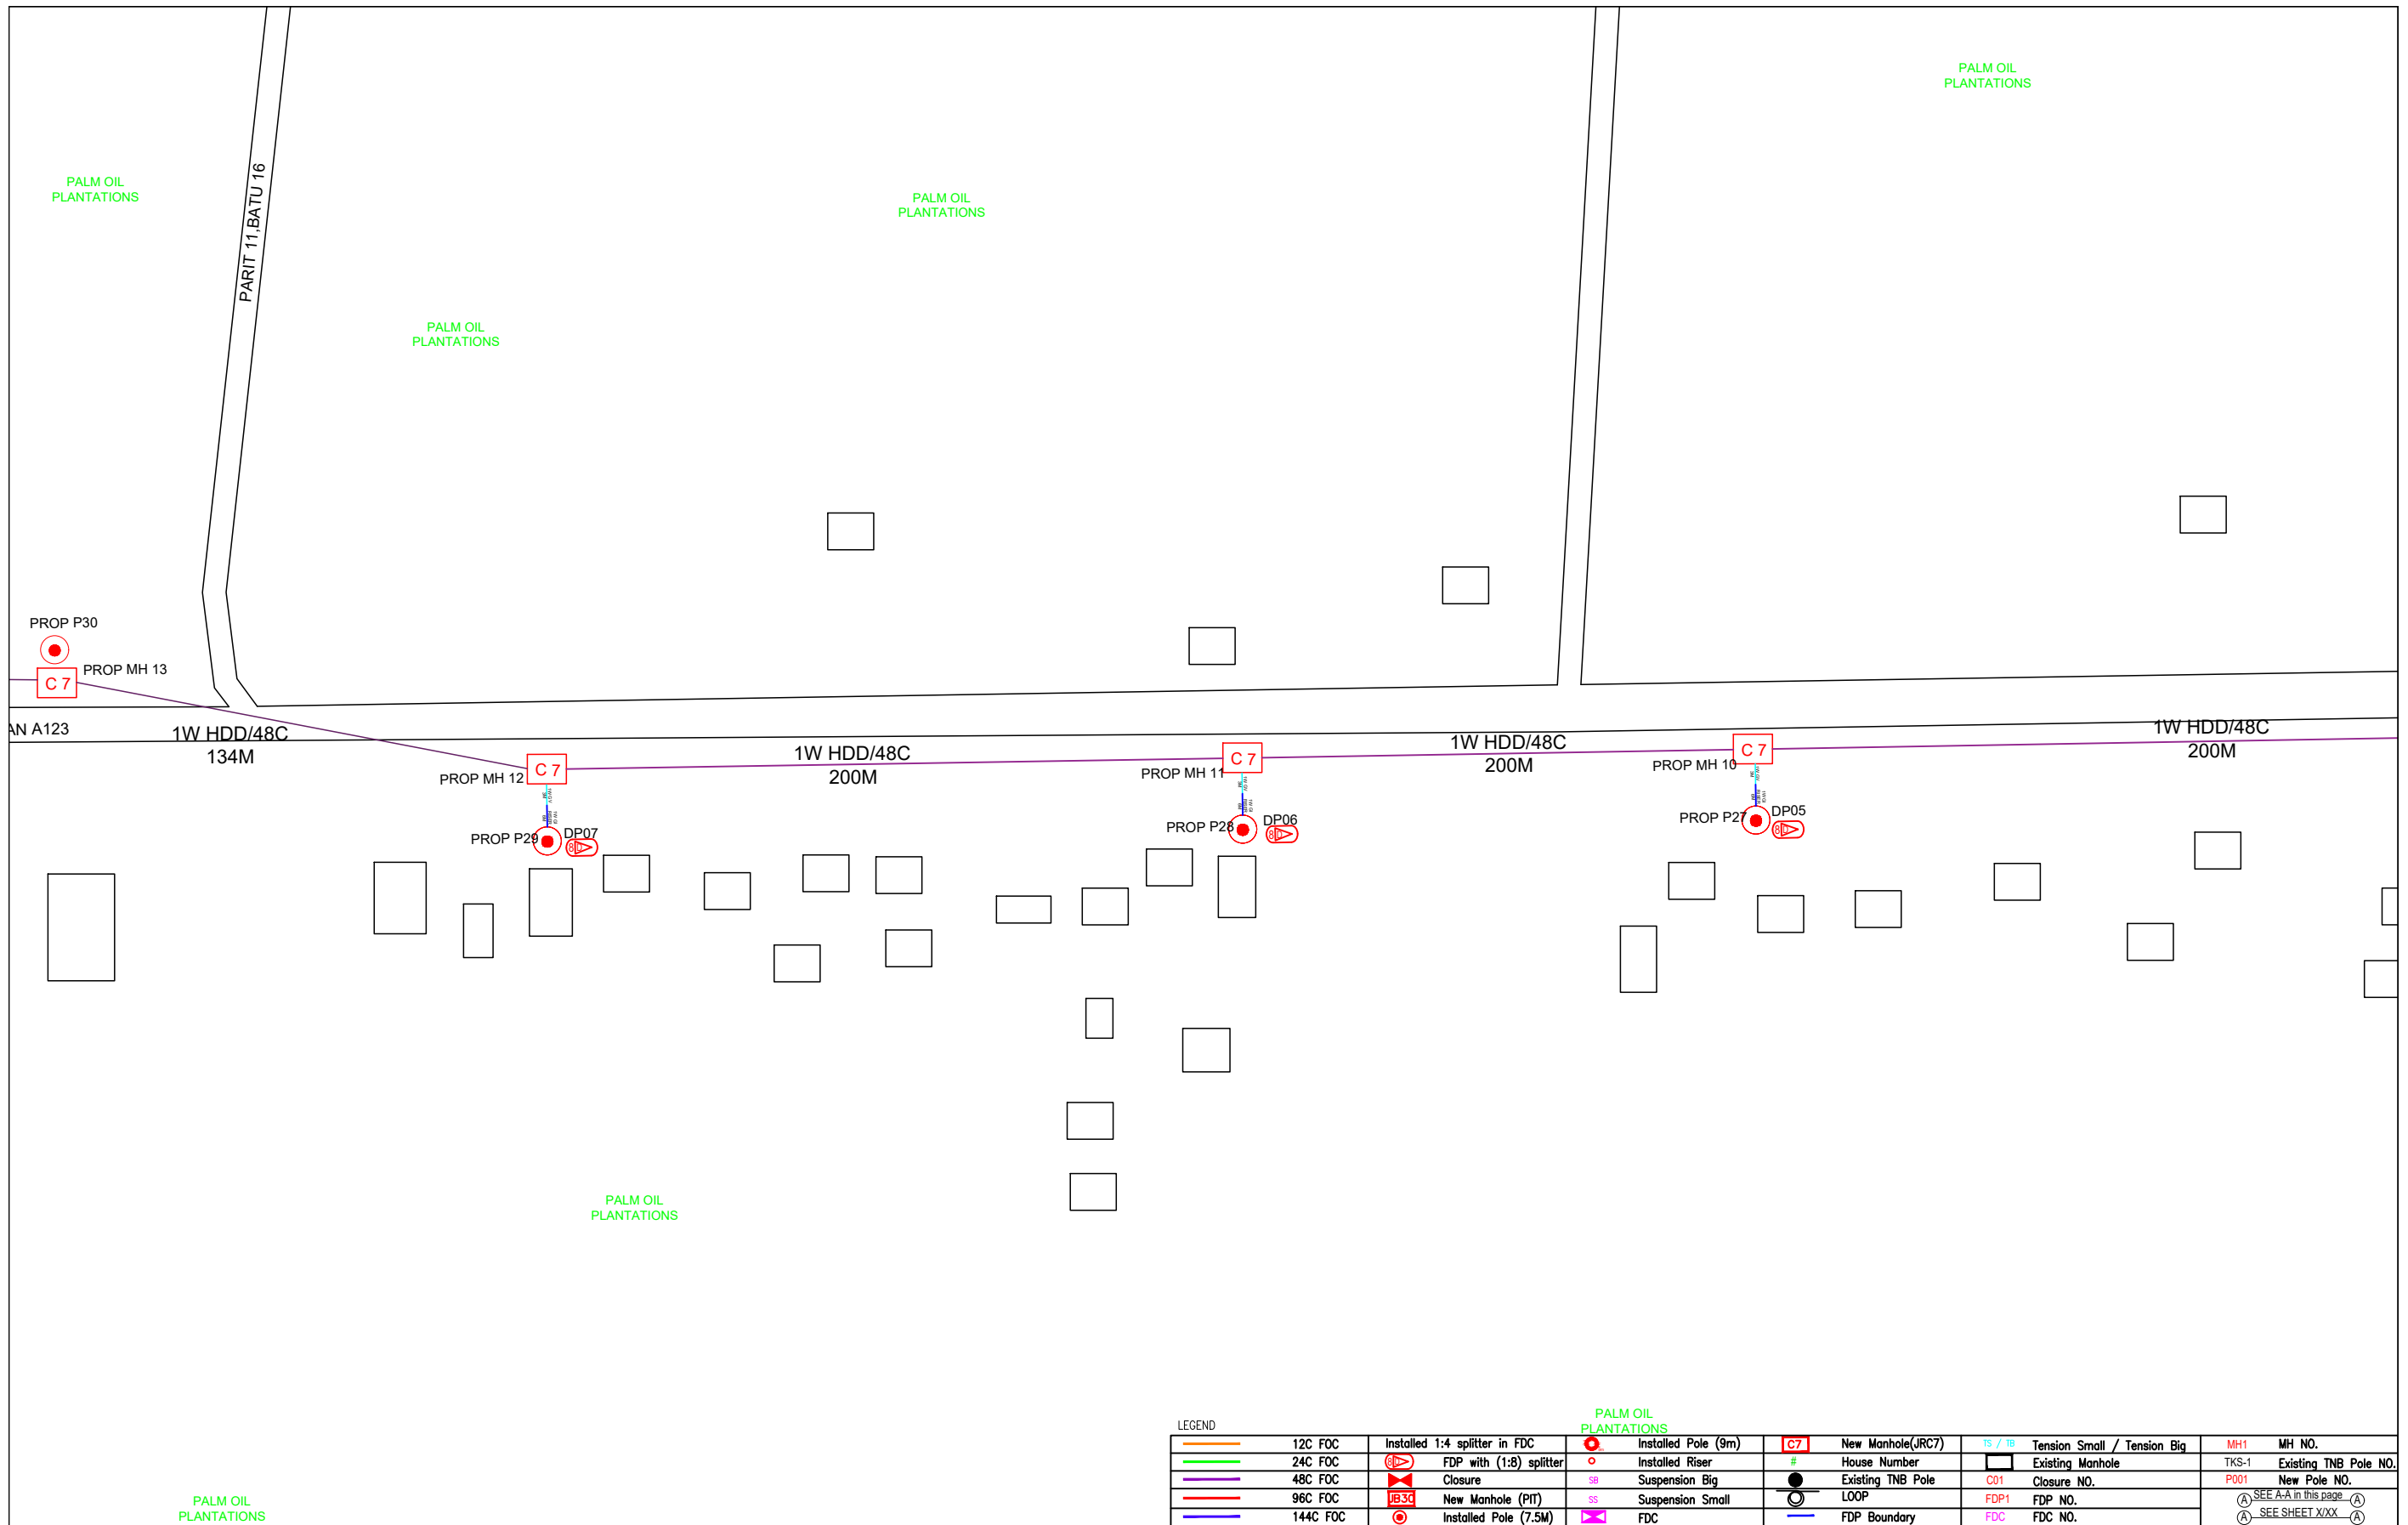 PALM OIL
PLANTATIONS
PALM OIL
PLANTATIONS
PALM OIL
PLANTATIONS
PARIT 11,BATU 16
PALM OIL
PLANTATIONS
PROP P30
C 7
PROP MH 13
AN A123
1W HDD/48C
134M
PROP MH 12
C 7
1W HDD/48C
200M
PROP MH 11
C 7
1W HDD/48C
200M
PROP MH 10
C 7
1W HDD/48C
200M
PROP P29
DP07
8
PROP P28
DP06
8
PROP P27
DP05
8
PALM OIL
PLANTATIONS
PALM OIL
PLANTATIONS
PALM OIL
PLANTATIONS
LEGEND
12C FOC
Installed 1:4 splitter in FDC
Installed Pole (9m)
C7 New Manhole(JRC7)
TS / TB Tension Small / Tension Big
MH1 MH NO.
24C FOC
8 FDP with (1:8) splitter
Installed Riser
# House Number
Existing Manhole
TKS-1 Existing TNB Pole NO.
48C FOC
Closure
SB Suspension Big
Existing TNB Pole
C01 Closure NO.
P001 New Pole NO.
96C FOC
JB30 New Manhole (PIT)
SS Suspension Small
LOOP
FDP1 FDP NO.
A SEE A-A in this page A
144C FOC
Installed Pole (7.5M)
FDC
FDP Boundary
FDC FDC NO.
A SEE SHEET X/XX A